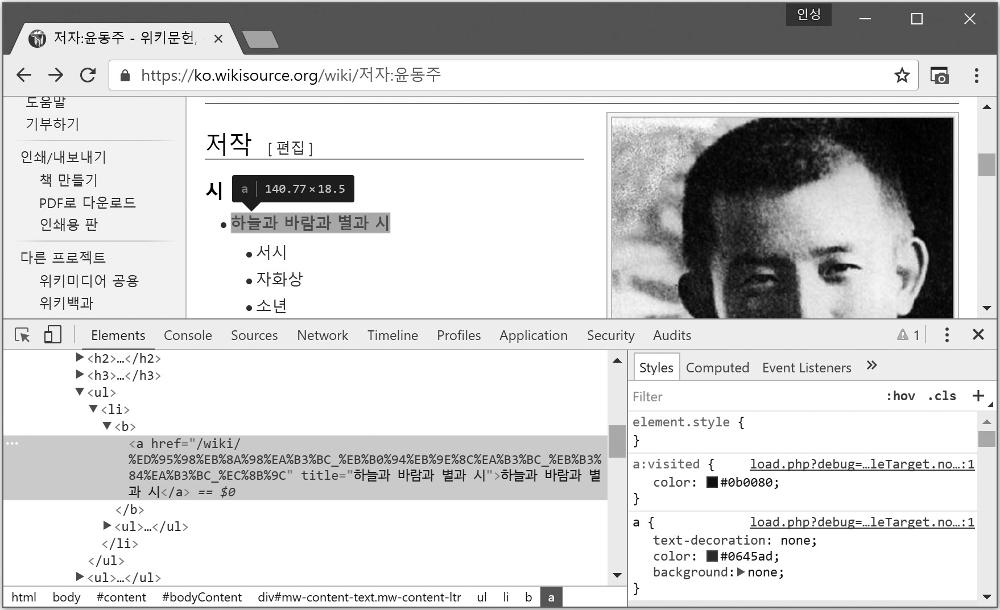 인성
저자:윤동주 - 위키문헌,
https://ko.wikisource.org/wiki/저자:윤동주
도움말
기부하기
인쇄/내보내기
책 만들기
PDF로 다운로드
인쇄용 판
다른 프로젝트
위키미디어 공용
위키백과
저작 [ 편집 ]
시
a 140.77 × 18.5
하늘과 바람과 별과 시
서시
자화상
소년
Elements Console Sources Network Timeline Profiles Application Security Audits 1
<h2>…</h2>
<h3>…</h3>
<ul>
<li>
<b>
<a href="/wiki/
%ED%95%98%EB%8A%98%EA%B3%BC_%EB%B0%94%EB%9E%8C%EA%B3%BC_%EB%B3%
84%EA%B3%BC_%EC%8B%9C" title="하늘과 바람과 별과 시">하늘과 바람과 별
과 시</a> == $0
</b>
<ul>…</ul>
</li>
</ul>
<ul>…</ul>
html body #content #bodyContent div#mw-content-text.mw-content-ltr ul li b a
Styles Computed Event Listeners »
Filter :hov .cls +
element.style {
}
a:visited { load.php?debug=…leTarget.no…:1
color: #0b0080;
}
a { load.php?debug=…leTarget.no…:1
text-decoration: none;
color: #0645ad;
background: none;
}